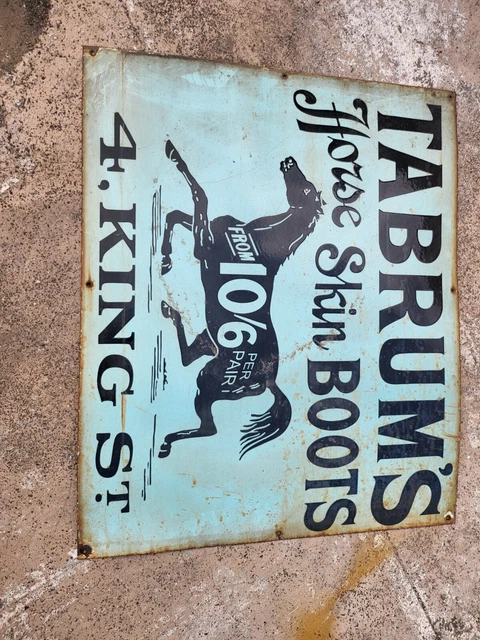 TABRUM'S
Horse Skin BOOTS
FROM
10/6
PER
PAIR
4. KING ST.